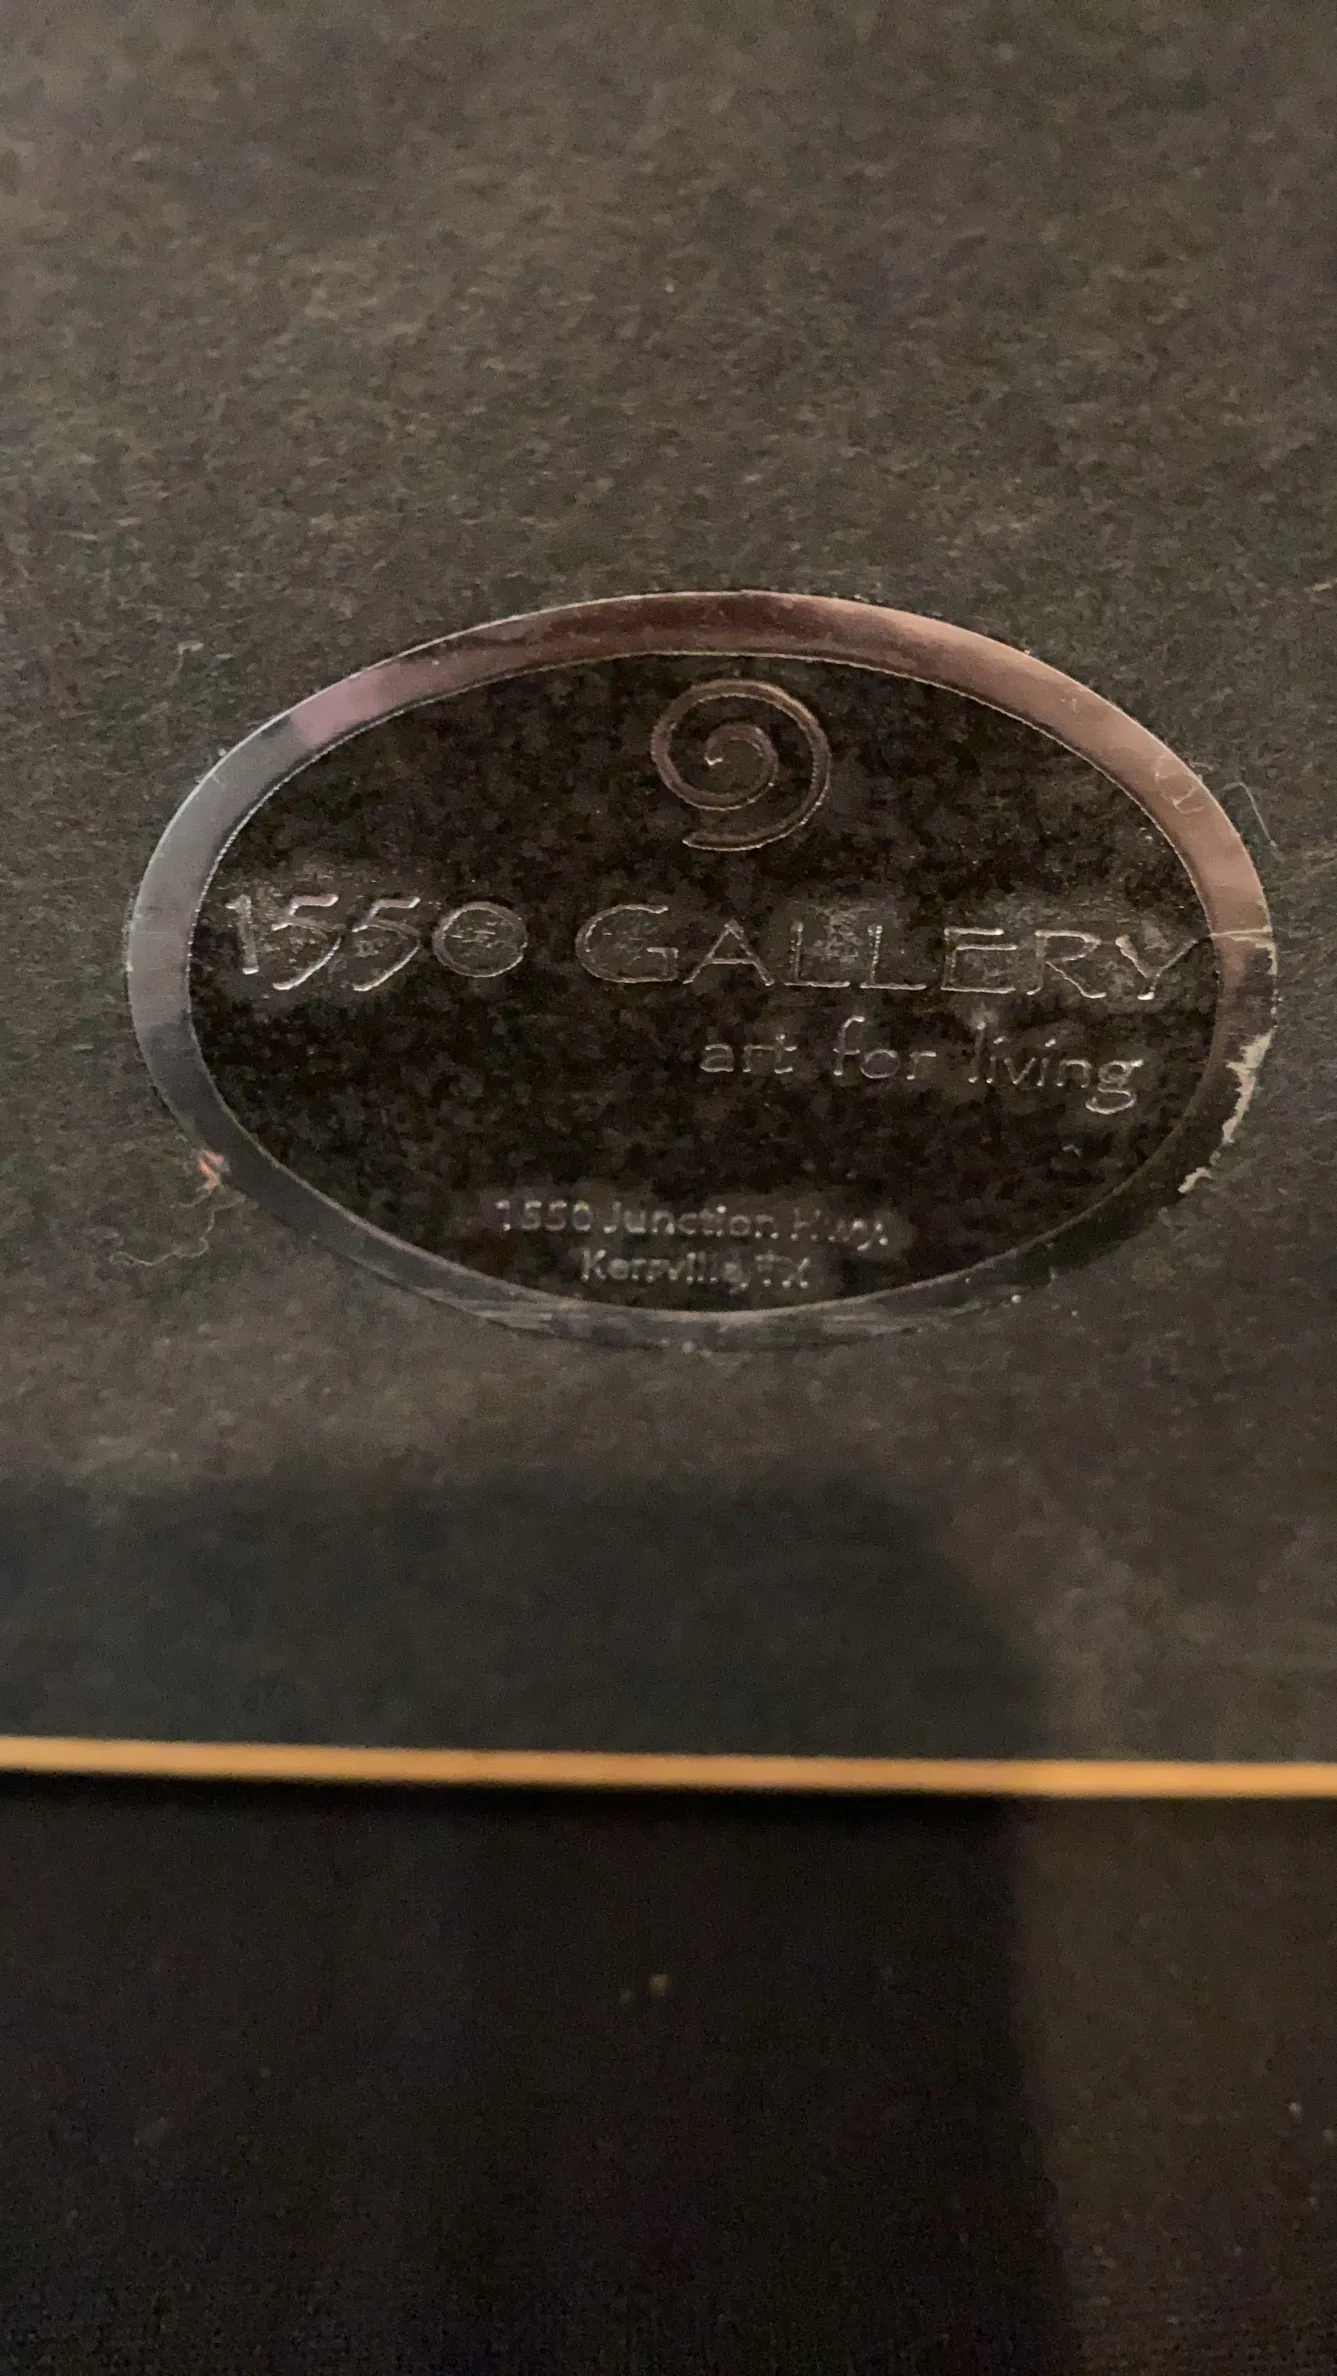 1550 GALLERY
art for living
1550 Junction Hwy.
Kerrville, TX